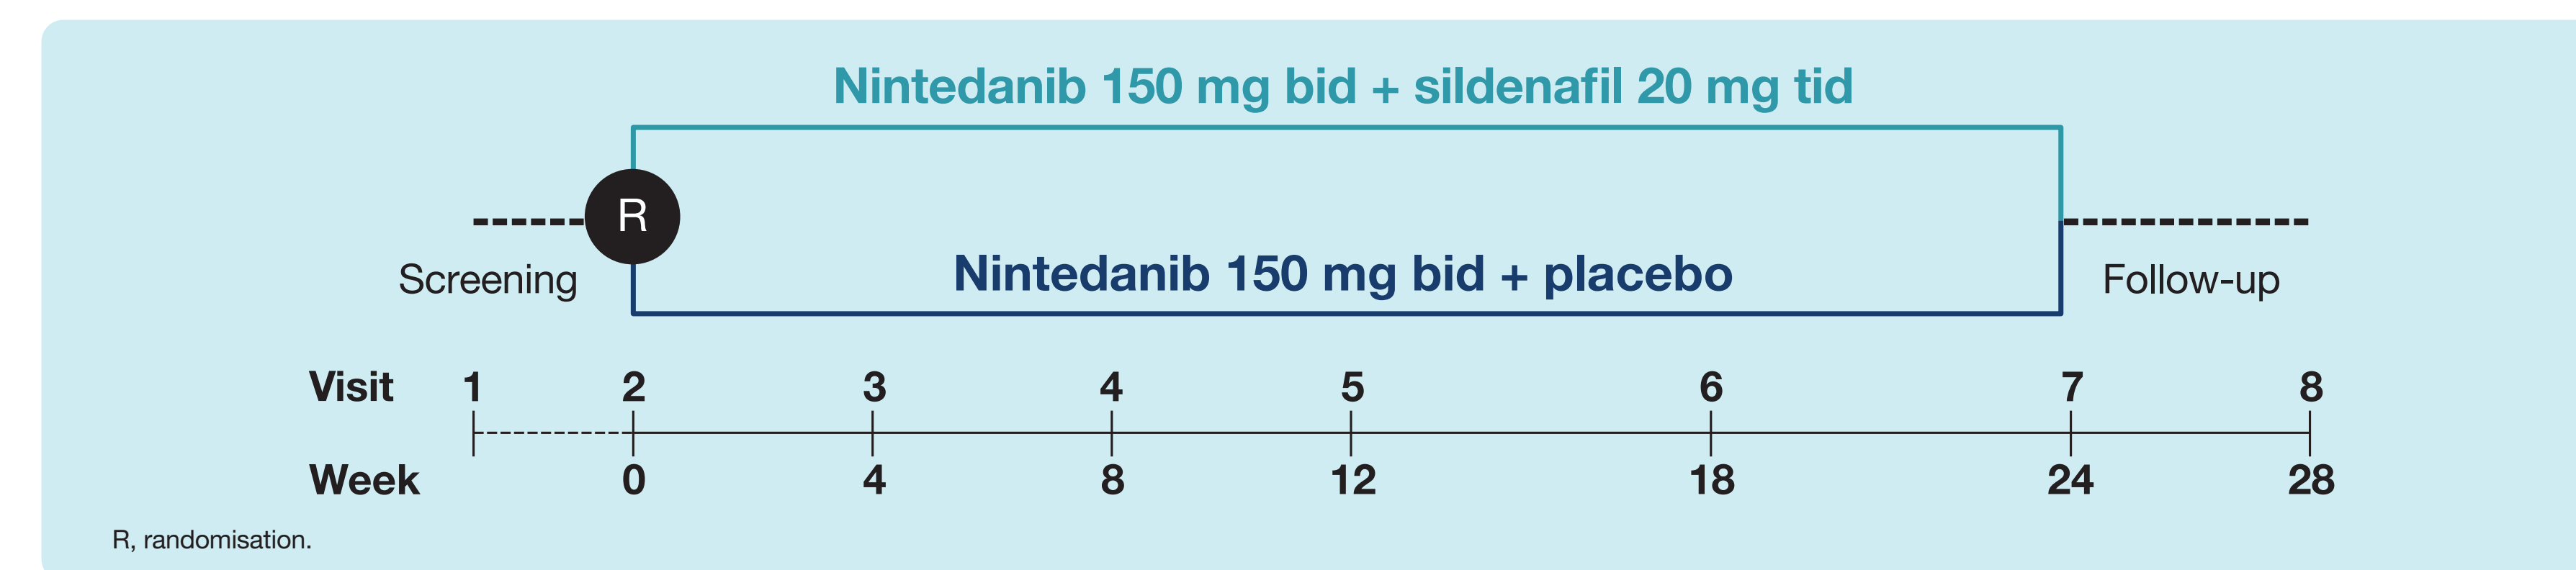 Nintedanib 150 mg bid + sildenafil 20 mg tid
R
Screening
Nintedanib 150 mg bid + placebo
Follow-up
Visit 1 2 3 4 5 6 7 8
Week 0 4 8 12 18 24 28
R, randomisation.